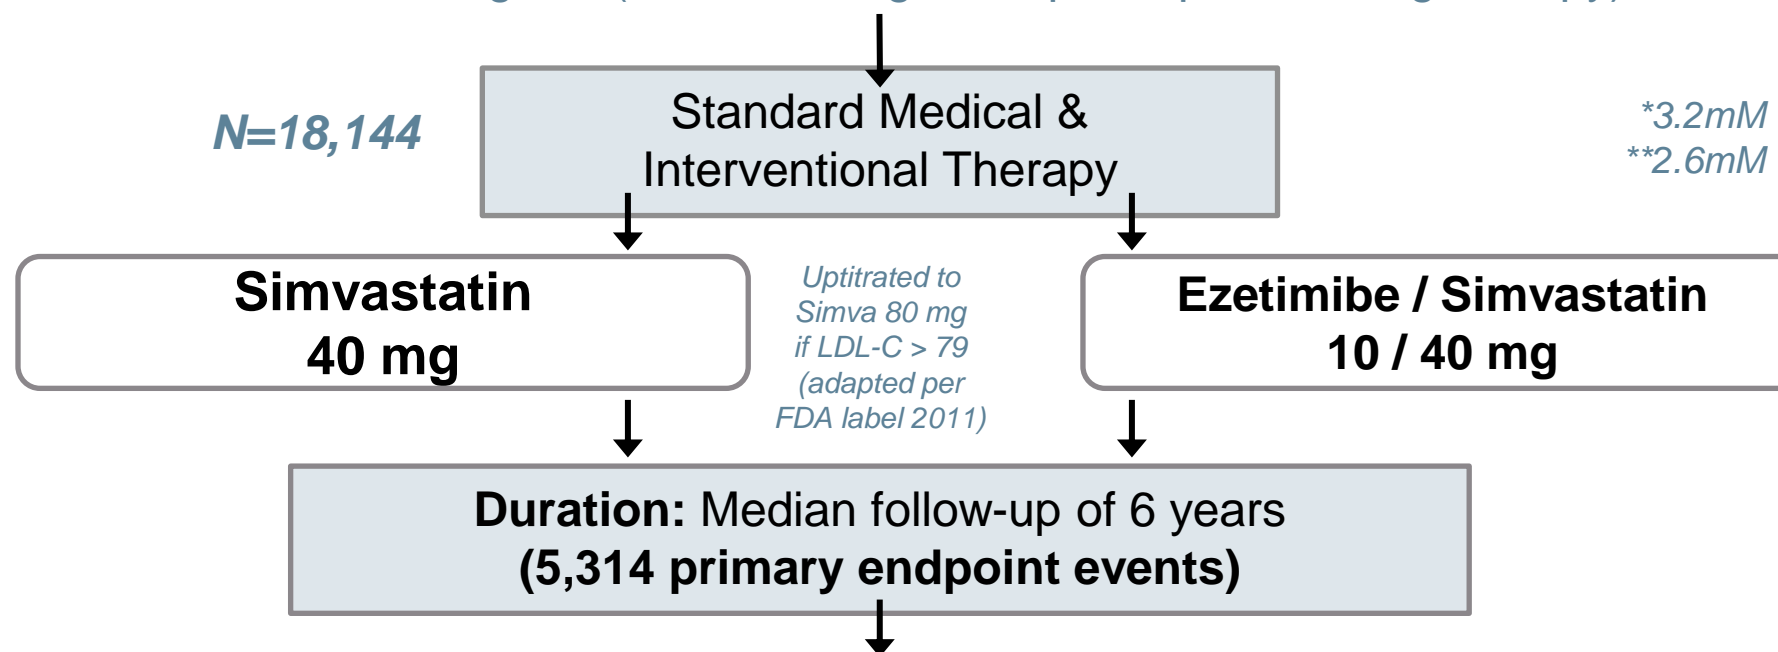 N=18,144
Standard Medical &
Interventional Therapy
*3.2mM
**2.6mM
Simvastatin
40 mg
Uptitrated to
Simva 80 mg
if LDL-C > 79
(adapted per
FDA label 2011)
Ezetimibe / Simvastatin
10 / 40 mg
Duration: Median follow-up of 6 years
(5,314 primary endpoint events)